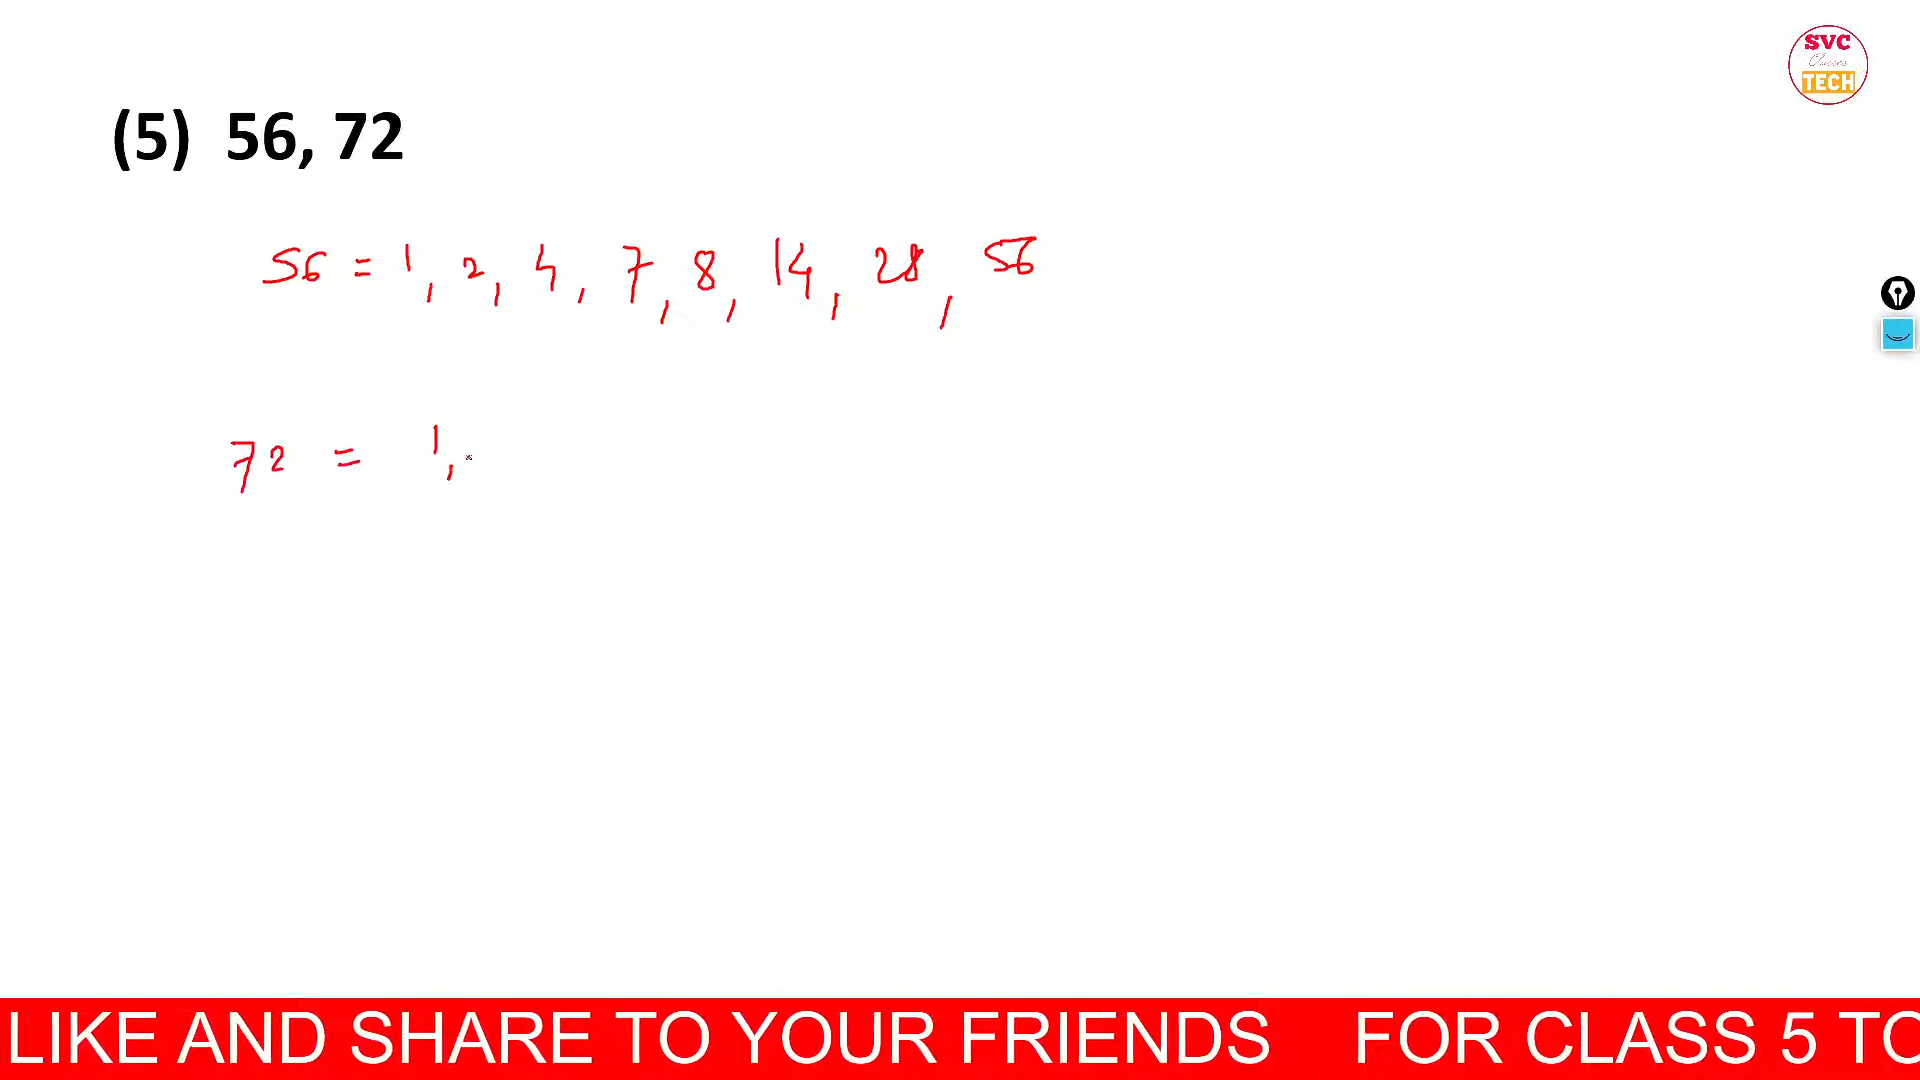 SVC
Classes
TECH
(5) 56, 72
56 = 1, 2, 4, 7, 8, 14, 28, 56
72 = 1,
LIKE AND SHARE TO YOUR FRIENDS FOR CLASS 5 TO